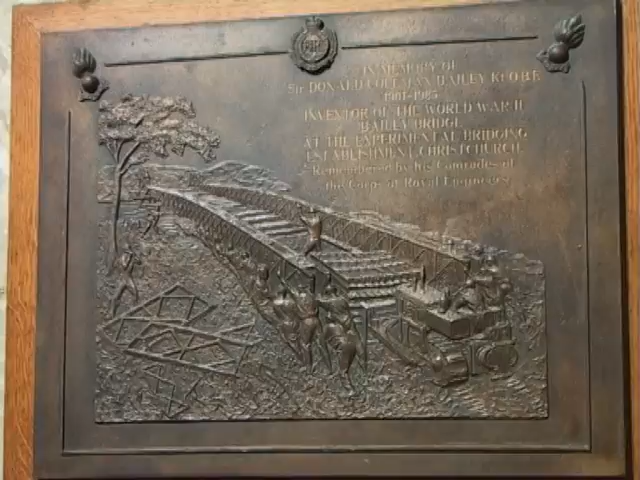 IN MEMORY OF
Sir DONALD COLEMAN BAILEY Kt OBE
1901-1985
INVENTOR OF THE WORLD WAR II
BAILEY BRIDGE
AT THE EXPERIMENTAL BRIDGING
ESTABLISHMENT, CHRISTCHURCH
Remembered by his Comrades of
the Corps of Royal Engineers